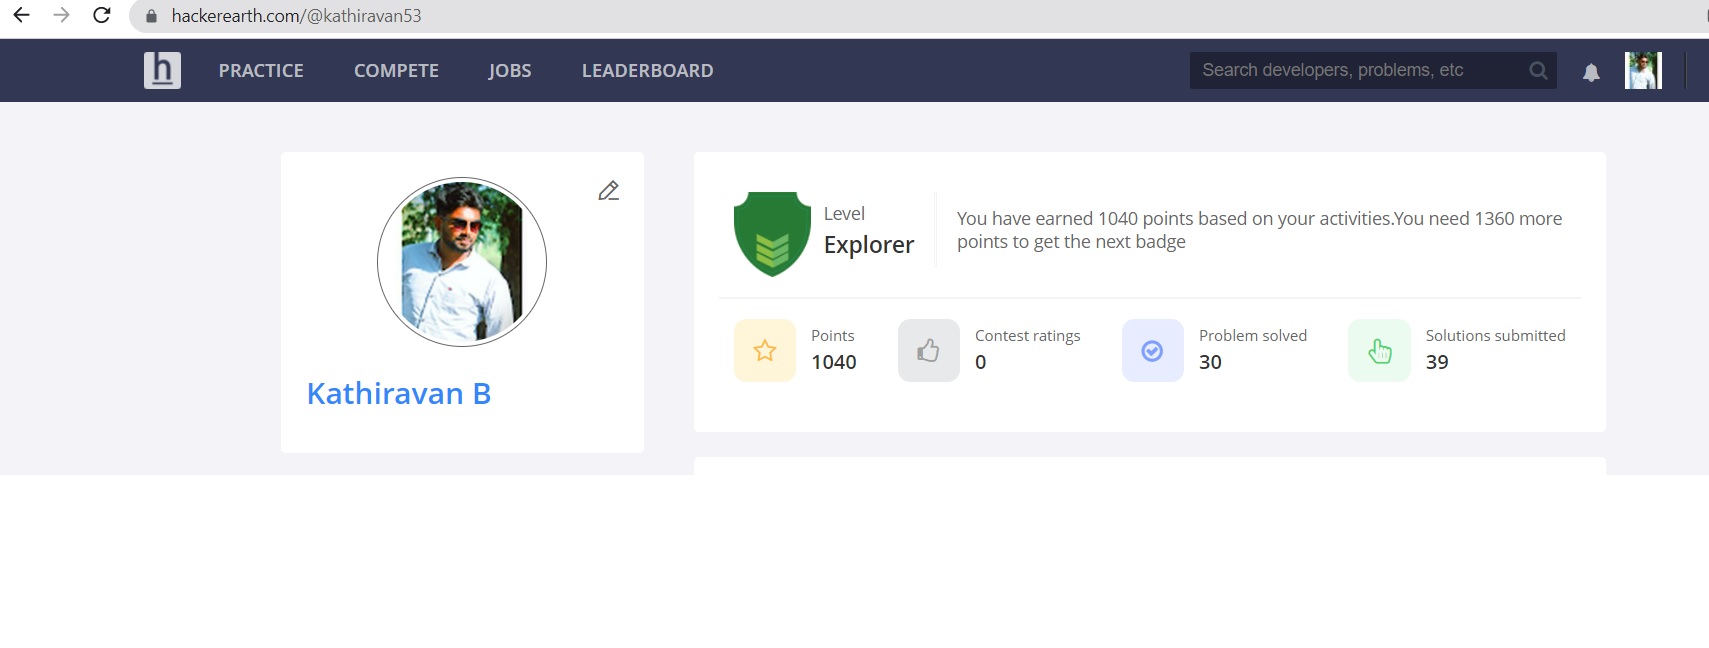 hackerearth.com/@kathiravan53
h PRACTICE COMPETE JOBS LEADERBOARD Search developers, problems, etc
Kathiravan B
Level
Explorer
You have earned 1040 points based on your activities.You need 1360 more
points to get the next badge
Points
1040
Contest ratings
0
Problem solved
30
Solutions submitted
39